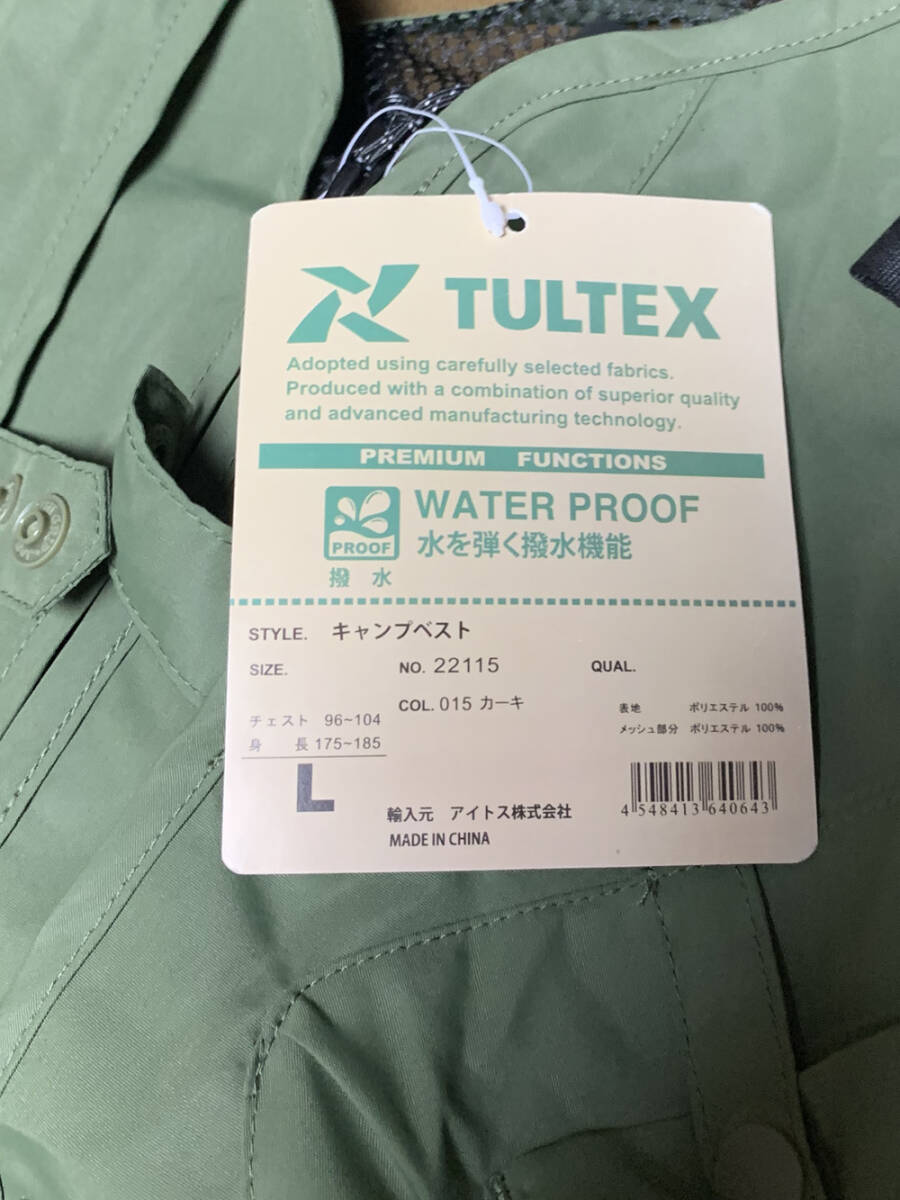 TULTEX
Adopted using carefully selected fabrics.
Produced with a combination of superior quality
and advanced manufacturing technology.
PREMIUM FUNCTIONS
PROOF
撥 水
WATER PROOF
水を弾く撥水機能
STYLE. キャンプベスト
SIZE. NO. 22115 QUAL.
COL. 015 カーキ
チェスト 96~104
身 長 175~185
L
表地 ポリエステル 100%
メッシュ部分 ポリエステル 100%
4 548413 640643
輸入元 アイトス株式会社
MADE IN CHINA